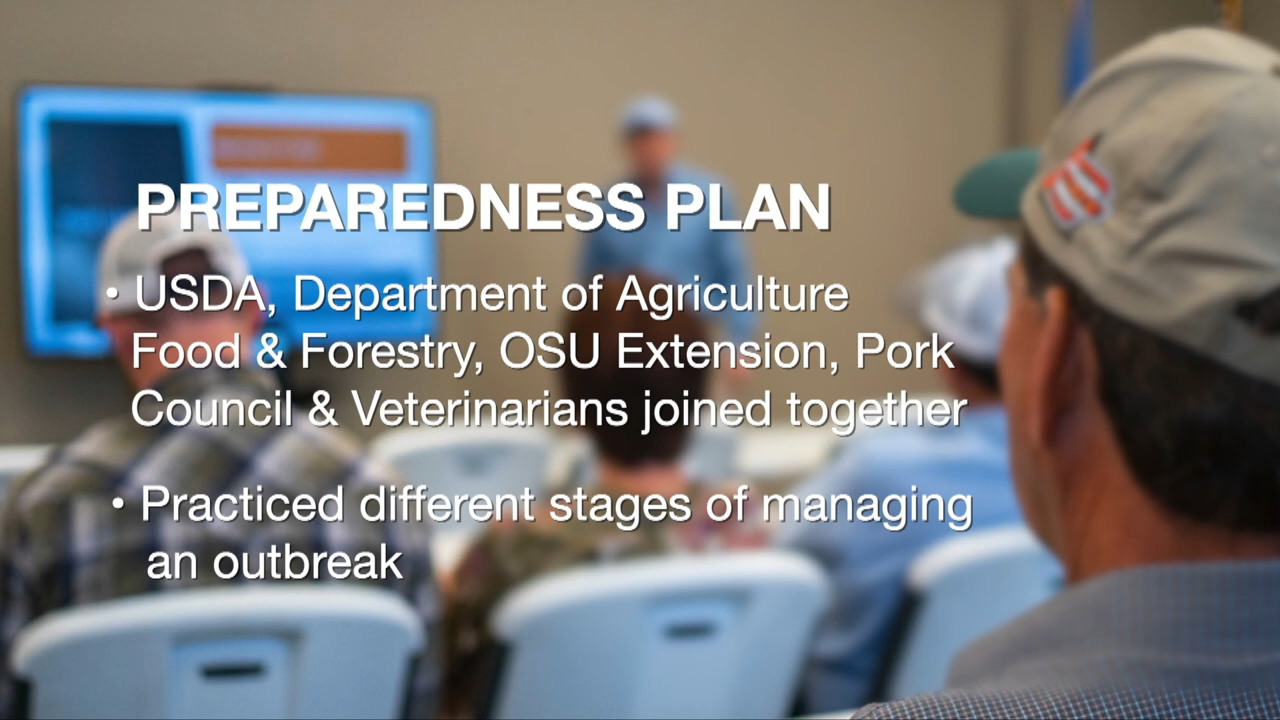 PREPAREDNESS PLAN
• USDA, Department of Agriculture
Food & Forestry, OSU Extension, Pork
Council & Veterinarians joined together
• Practiced different stages of managing
an outbreak